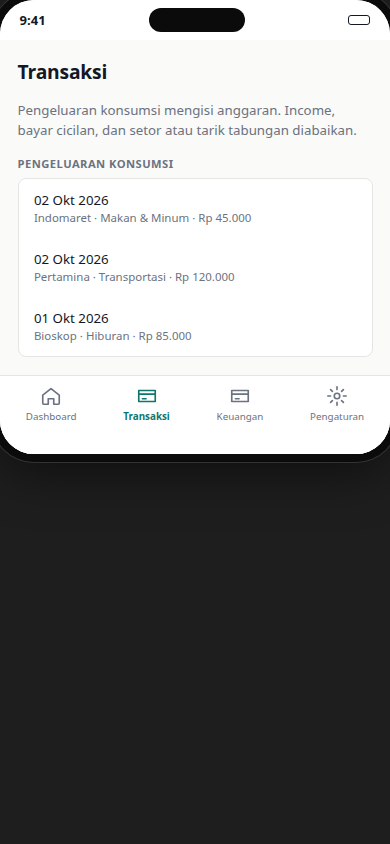 9:41
Transaksi
Pengeluaran konsumsi mengisi anggaran. Income,
bayar cicilan, dan setor atau tarik tabungan diabaikan.
PENGELUARAN KONSUMSI
02 Okt 2026
Indomaret · Makan & Minum · Rp 45.000
02 Okt 2026
Pertamina · Transportasi · Rp 120.000
01 Okt 2026
Bioskop · Hiburan · Rp 85.000
Dashboard Transaksi Keuangan Pengaturan